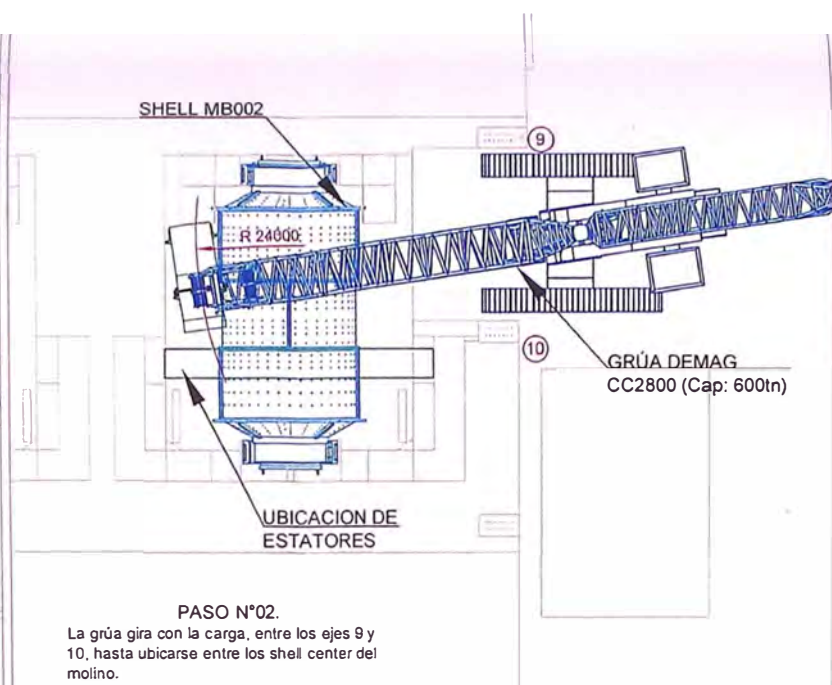 SHELL MB002
9
R 24000
10
GRÚA DEMAG
CC2800 (Cap: 600tn)
UBICACION DE
ESTATORES
PASO N°02.
La grúa gira con la carga, entre los ejes 9 y
10, hasta ubicarse entre los shell center del
molino.